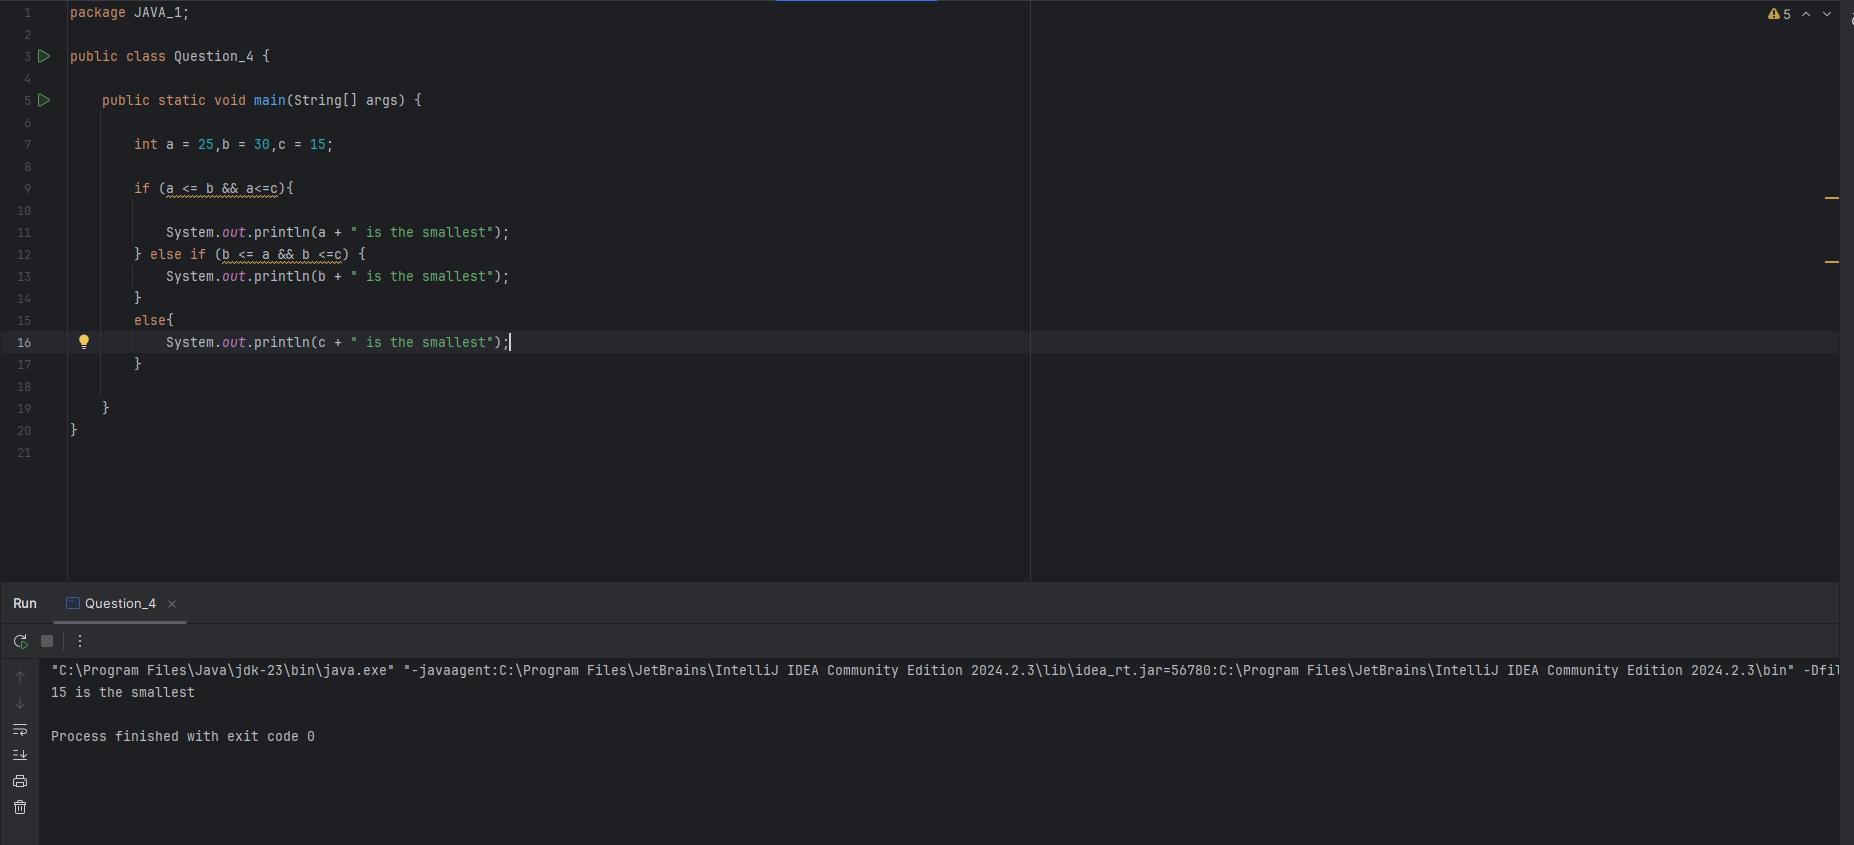 1 package JAVA_1;
2
3 public class Question_4 {
4
5     public static void main(String[] args) {
6
7         int a = 25,b = 30,c = 15;
8
9         if (a <= b && a<=c){
10
11             System.out.println(a + " is the smallest");
12         } else if (b <= a && b <=c) {
13             System.out.println(b + " is the smallest");
14         }
15         else{
16             System.out.println(c + " is the smallest");
17         }
18
19     }
20 }
21
5
Run Question_4
"C:\Program Files\Java\jdk-23\bin\java.exe" "-javaagent:C:\Program Files\JetBrains\IntelliJ IDEA Community Edition 2024.2.3\lib\idea_rt.jar=56780:C:\Program Files\JetBrains\IntelliJ IDEA Community Edition 2024.2.3\bin" -Dfil
15 is the smallest
Process finished with exit code 0